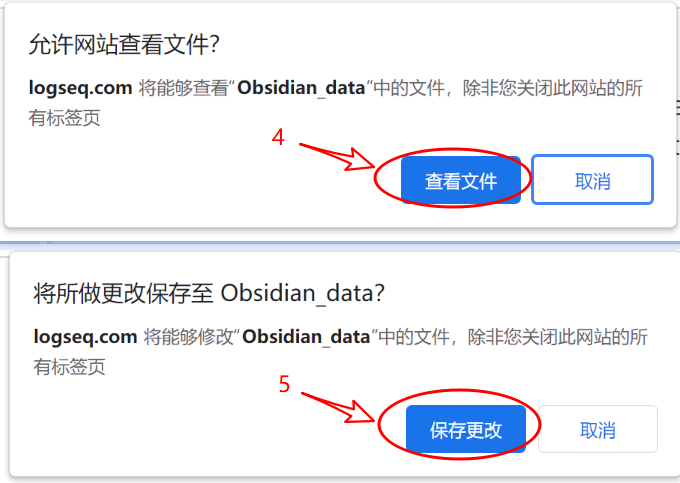 允许网站查看文件？
logseq.com 将能够查看“Obsidian_data”中的文件，除非您关闭此网站的所
有标签页
4
查看文件
取消
将所做更改保存至 Obsidian_data？
logseq.com 将能够修改“Obsidian_data”中的文件，除非您关闭此网站的所
有标签页
5
保存更改
取消